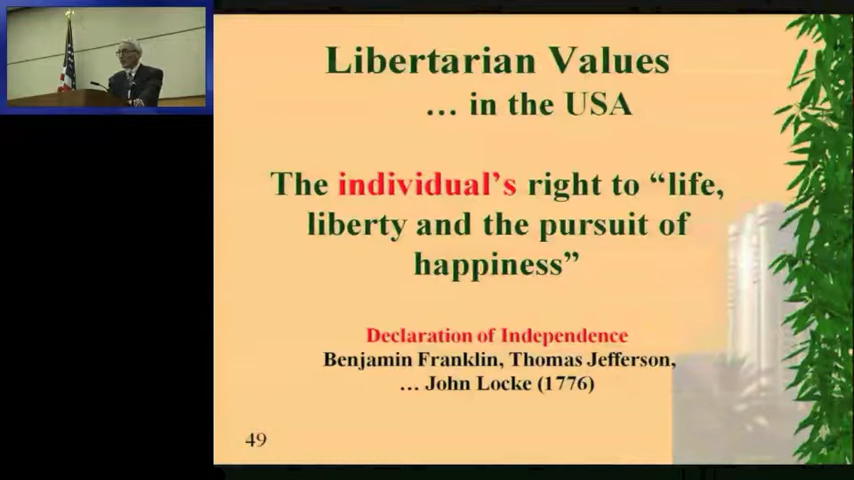 Libertarian Values
… in the USA
The individual's right to “life,
liberty and the pursuit of
happiness”
Declaration of Independence
Benjamin Franklin, Thomas Jefferson,
… John Locke (1776)
49